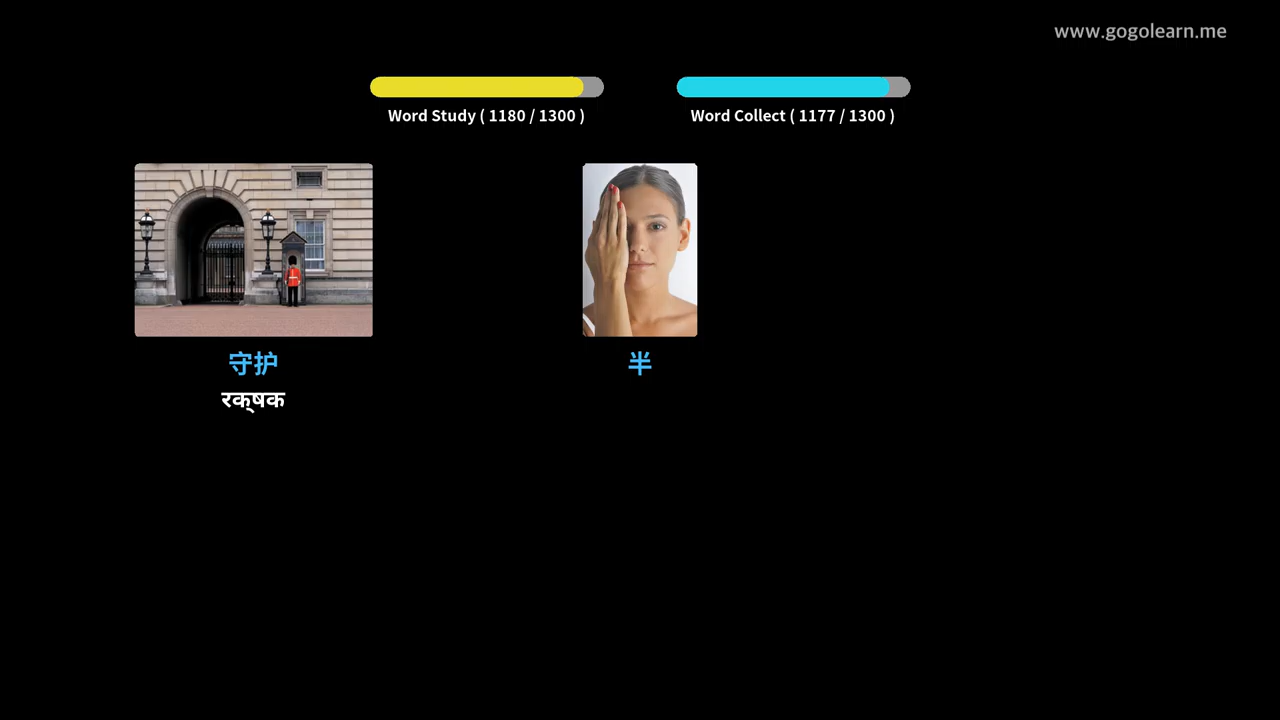 www.gogolearn.me
Word Study ( 1180 / 1300 )
Word Collect ( 1177 / 1300 )
守护
半
रक्षक